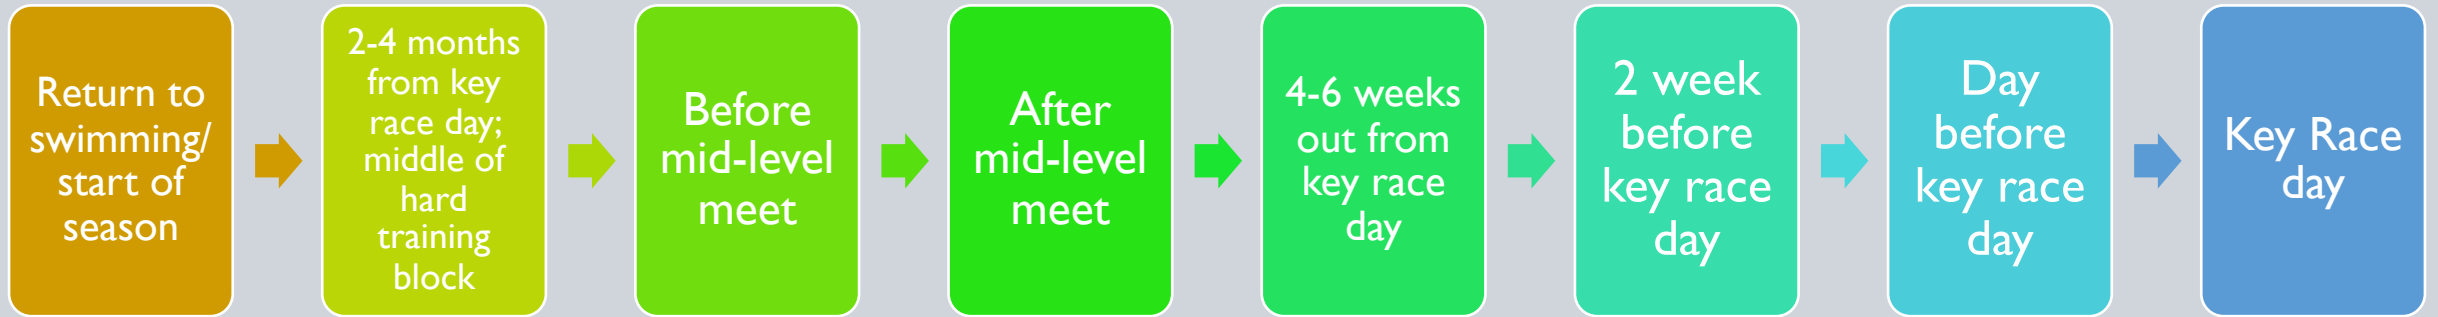 Return to
swimming/
start of
season
2-4 months
from key
race day;
middle of
hard
training
block
Before
mid-level
meet
After
mid-level
meet
4-6 weeks
out from
key race
day
2 week
before
key race
day
Day
before
key race
day
Key Race
day